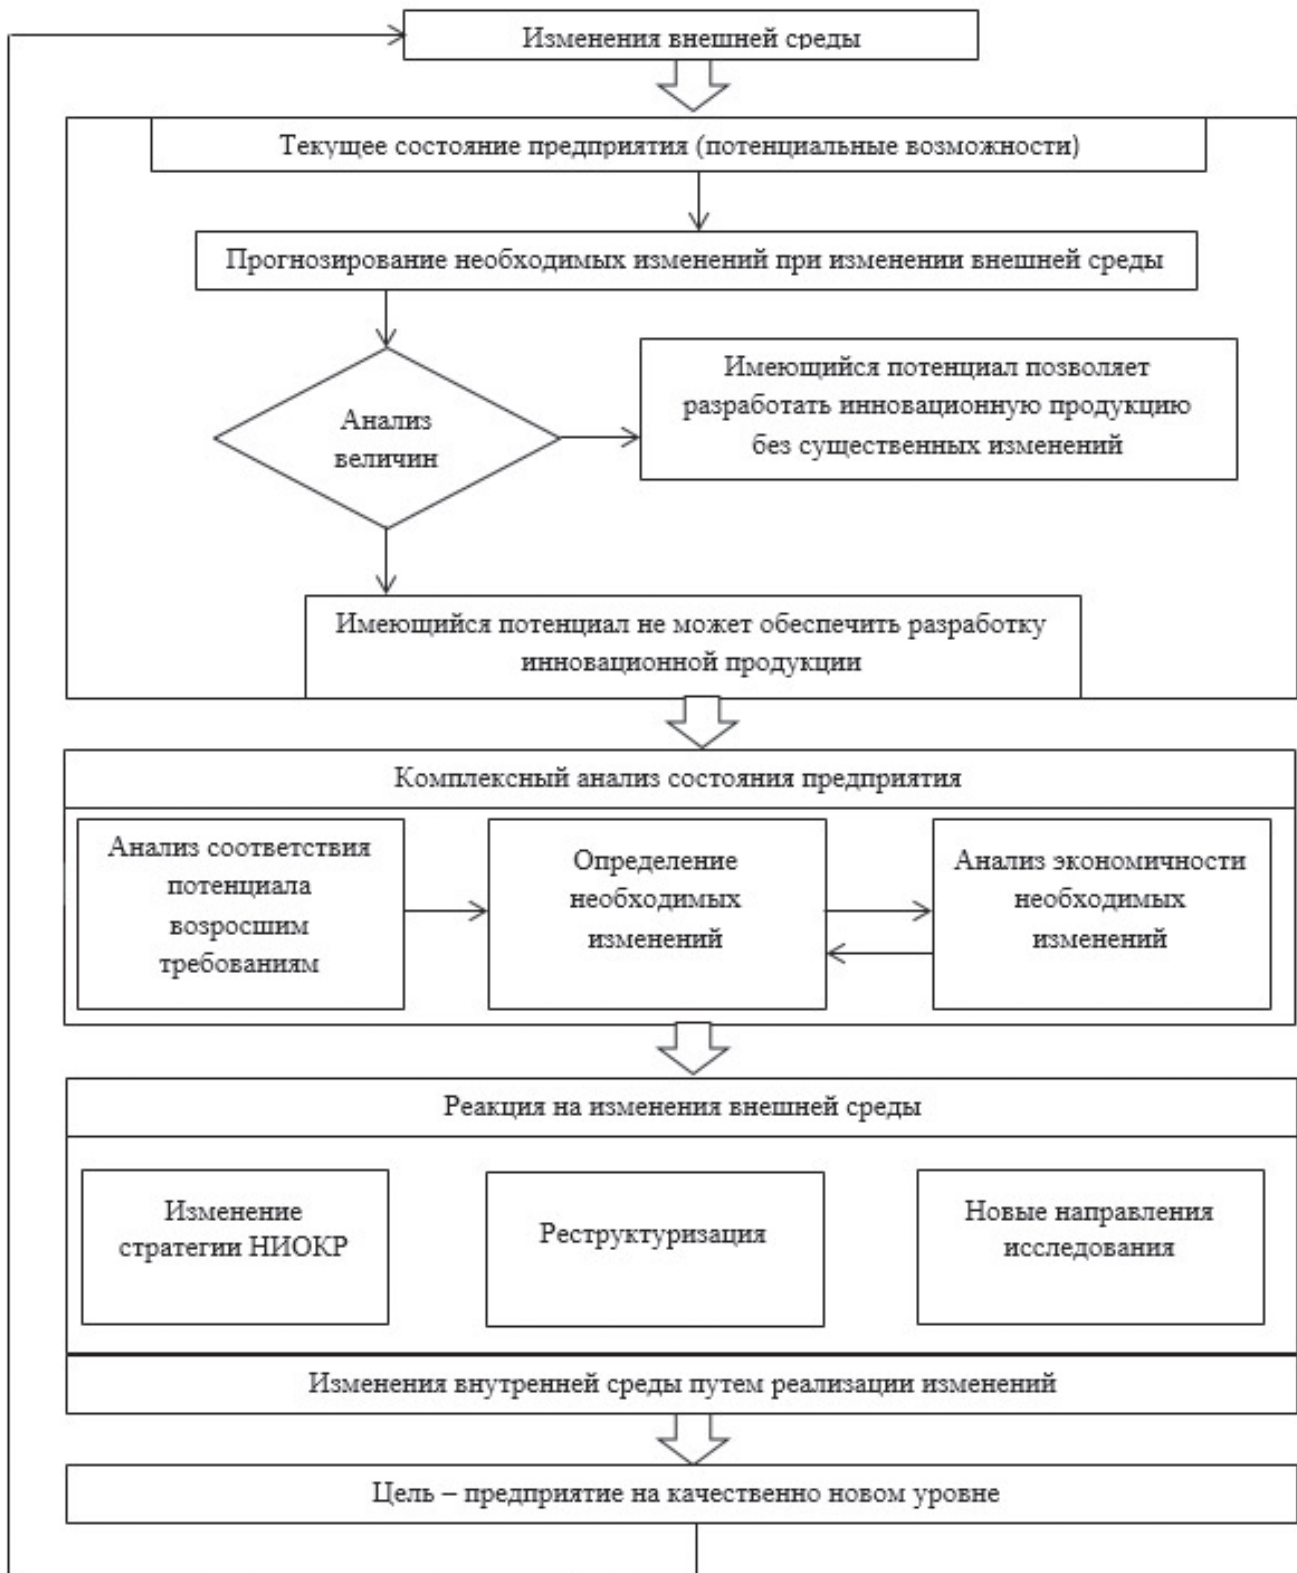 Изменения внешней среды
Текущее состояние предприятия (потенциальные возможности)
Прогнозирование необходимых изменений при изменении внешней среды
Анализ
величин
Имеющийся потенциал позволяет
разработать инновационную продукцию
без существенных изменений
Имеющийся потенциал не может обеспечить разработку
инновационной продукции
Комплексный анализ состояния предприятия
Анализ соответствия
потенциала
возросшим
требованиям
Определение
необходимых
изменений
Анализ экономичности
необходимых
изменений
Реакция на изменения внешней среды
Изменение
стратегии НИОКР
Реструктуризация
Новые направления
исследования
Изменения внутренней среды путем реализации изменений
Цель – предприятие на качественно новом уровне